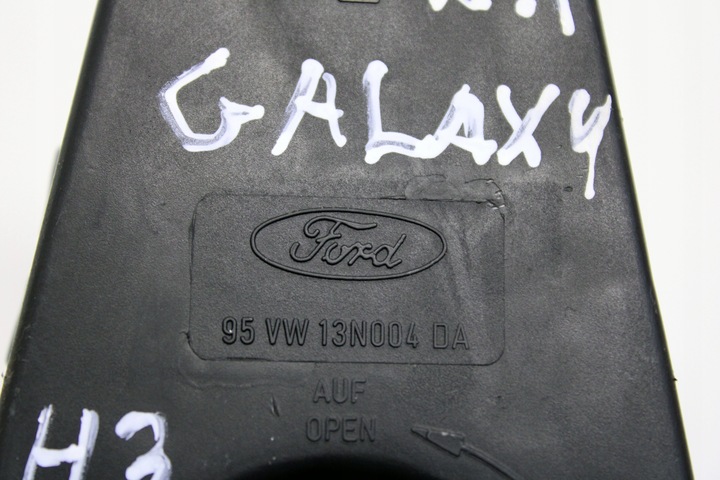 GALAXY
Ford
95 VW 13N004 DA
AUF
OPEN
H3